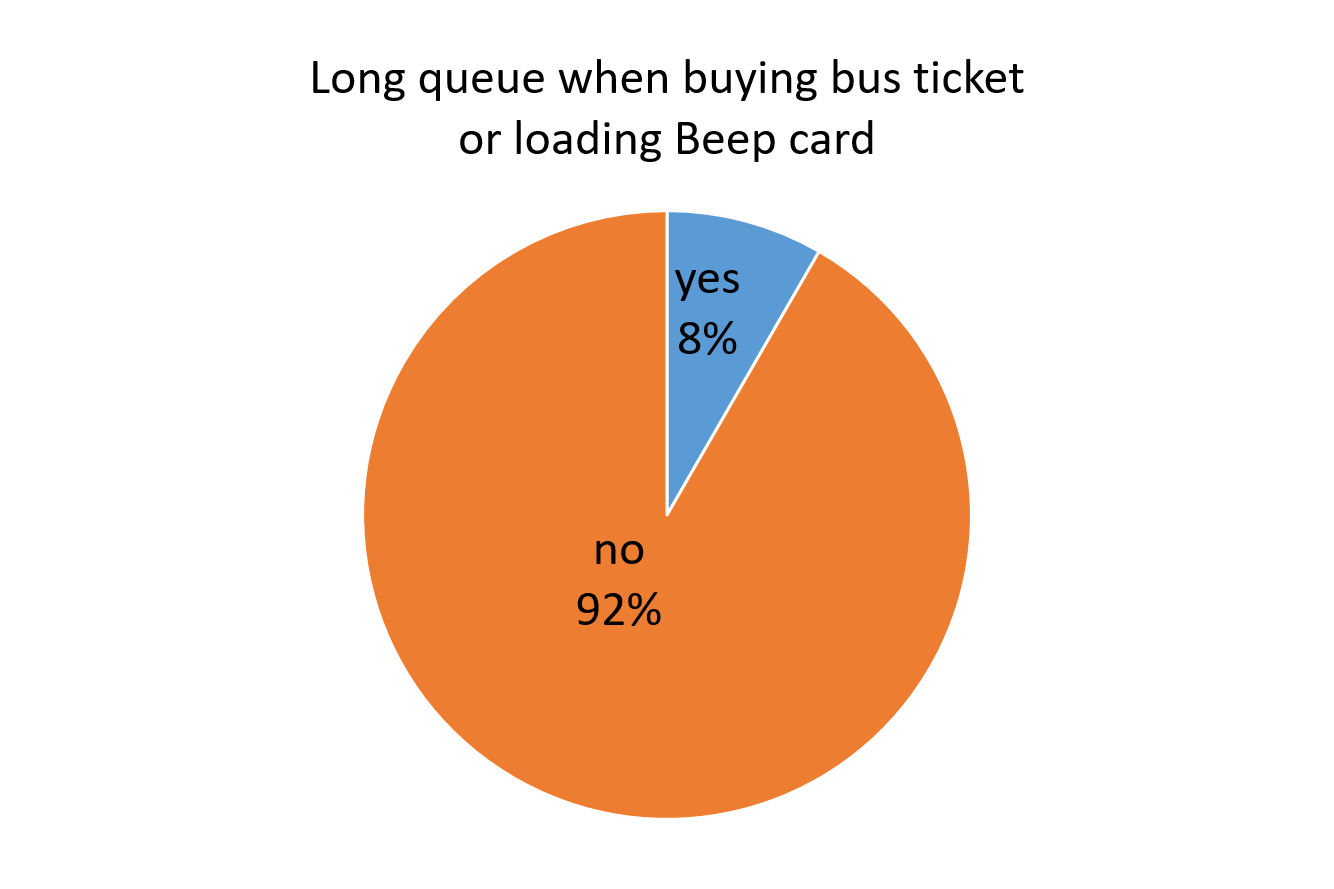 Long queue when buying bus ticket
or loading Beep card
yes
8%
no
92%